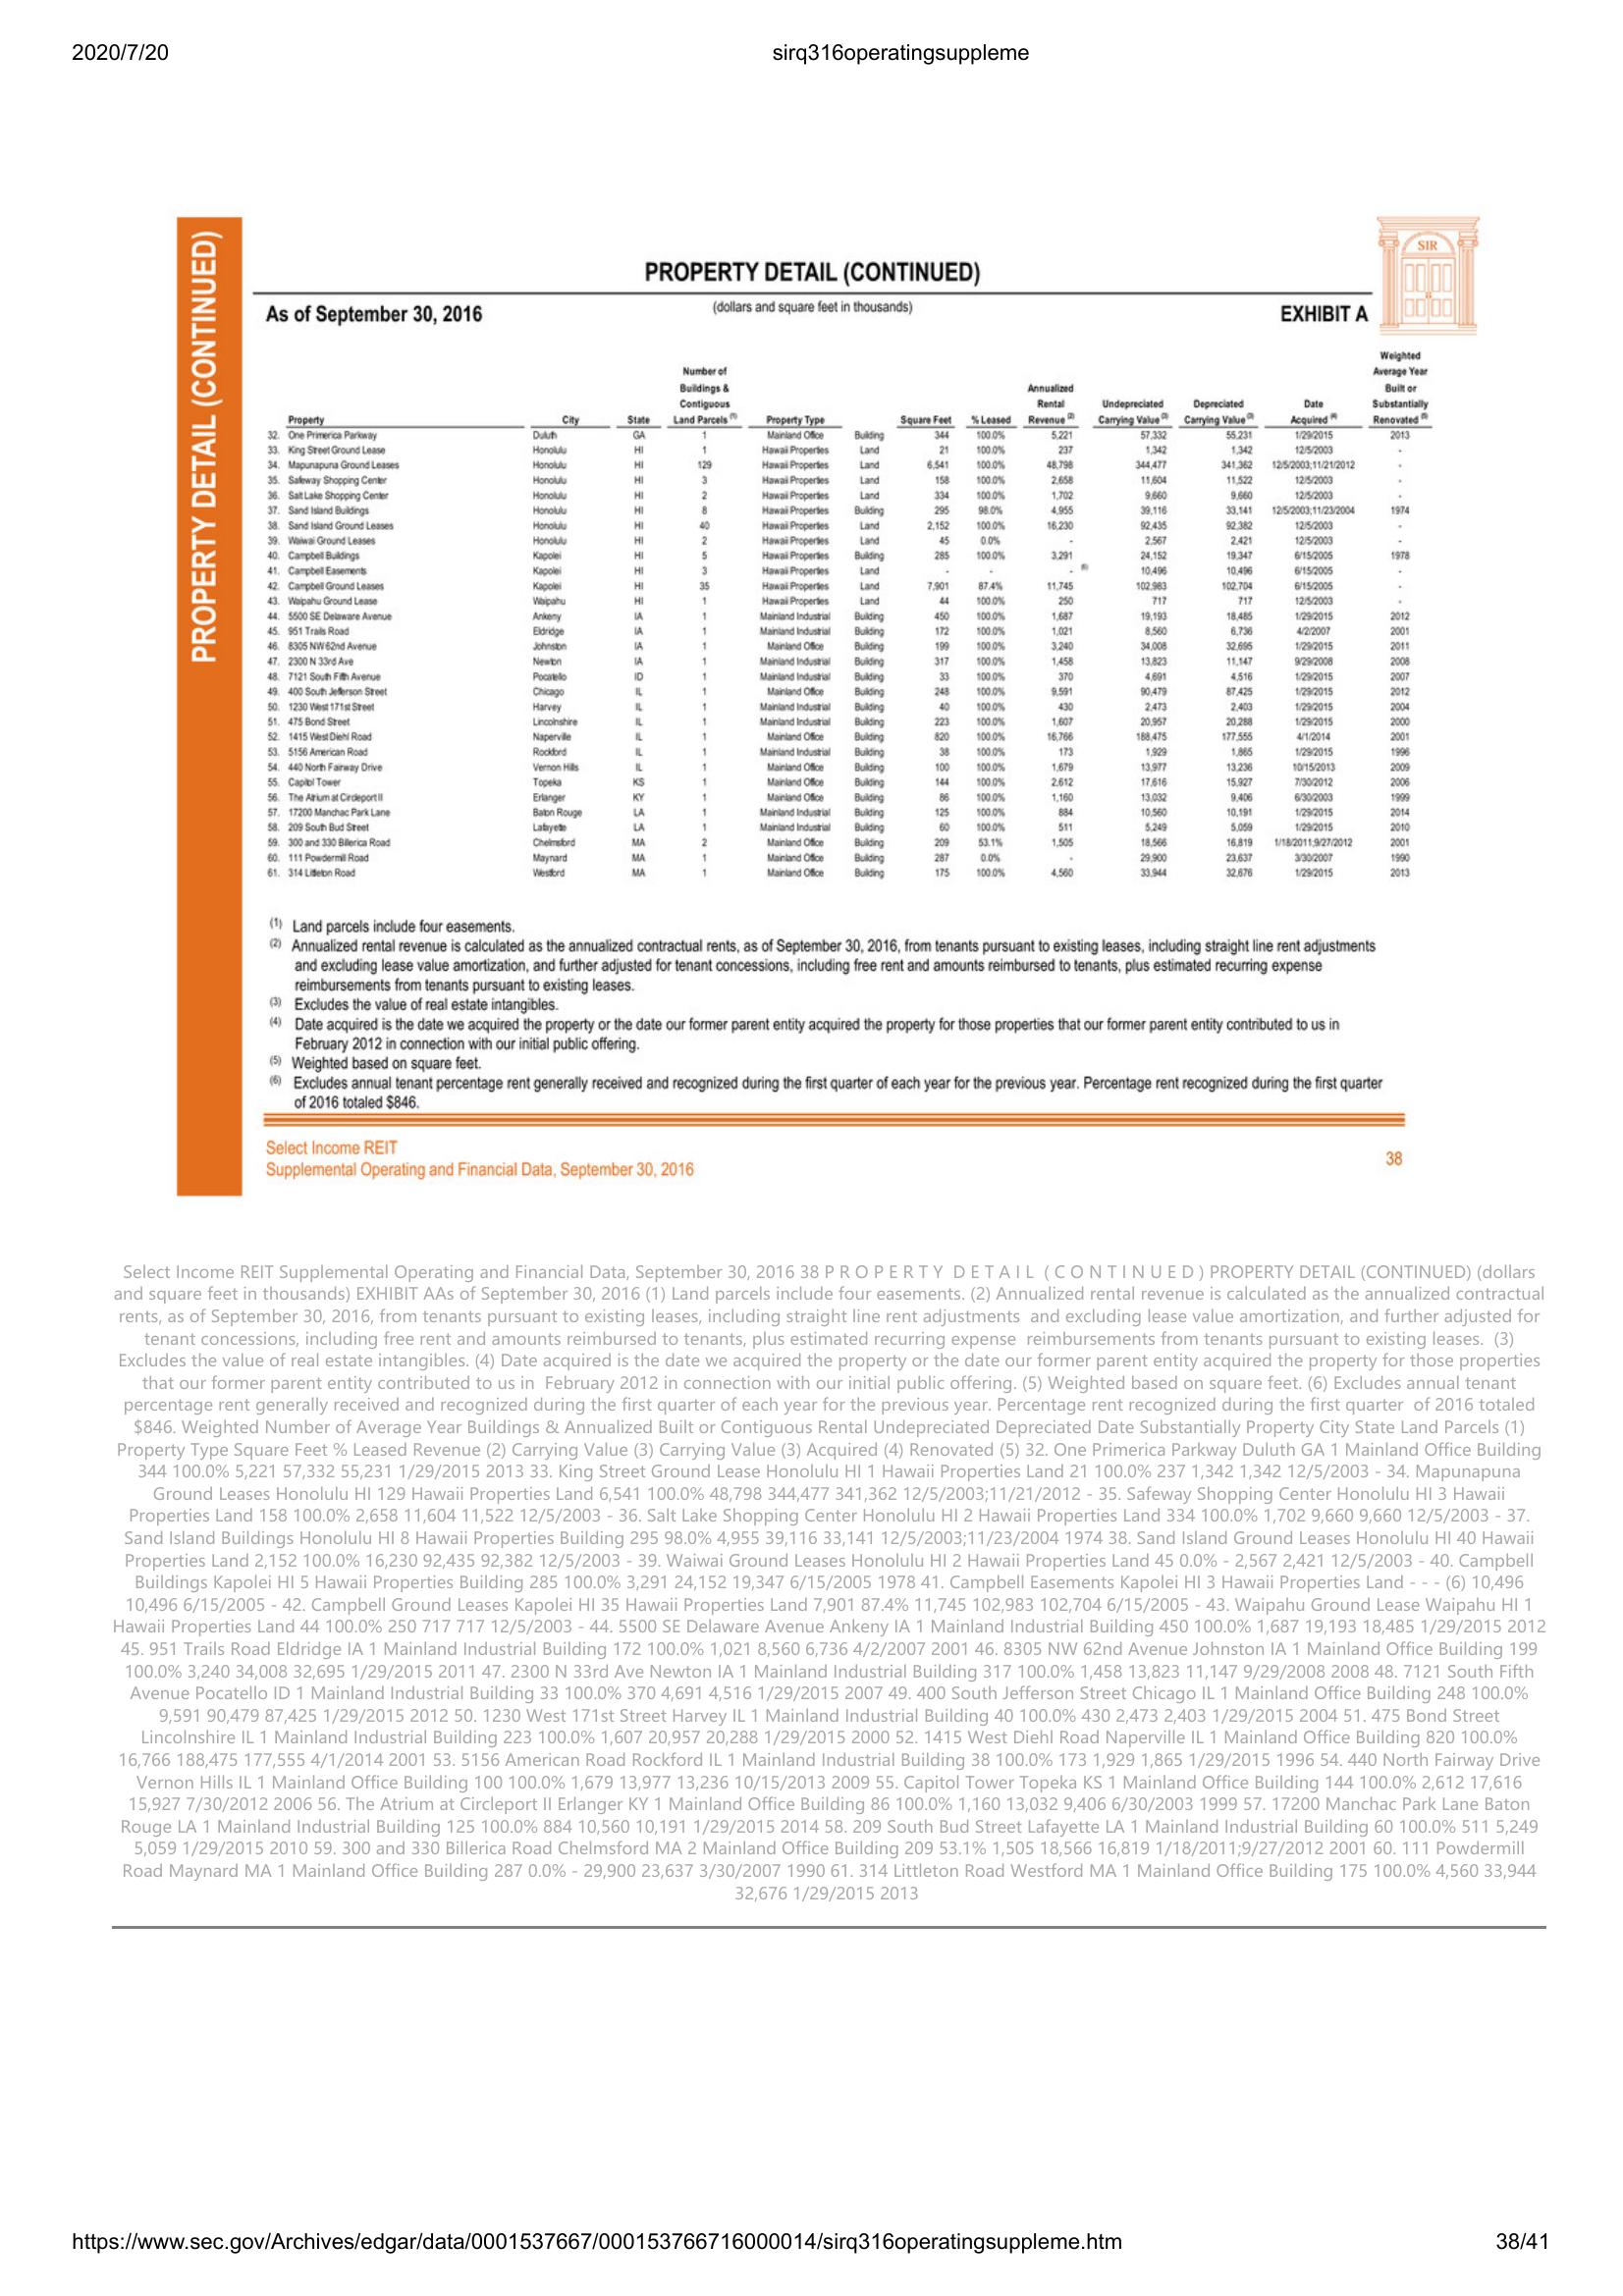 2020/7/20
sirq316operatingsuppleme
PROPERTY DETAIL (CONTINUED)
SIR
PROPERTY DETAIL (CONTINUED)
As of September 30, 2016
(dollars and square feet in thousands)
EXHIBIT A
Property City State Number of Buildings & Contiguous Land Parcels (1) Property Type Square Feet % Leased Annualized Rental Revenue (2) Undepreciated Carrying Value (3) Depreciated Carrying Value (3) Date Acquired (4) Weighted Average Year Built or Substantially Renovated (5)
32. One Primerica Parkway Duluth GA 1 Mainland Office Building 344 100.0% 5,221 57,332 55,231 1/29/2015 2013
33. King Street Ground Lease Honolulu HI 1 Hawaii Properties Land 21 100.0% 237 1,342 1,342 12/5/2003 -
34. Mapunapuna Ground Leases Honolulu HI 129 Hawaii Properties Land 6,541 100.0% 48,798 344,477 341,362 12/5/2003;11/21/2012 -
35. Safeway Shopping Center Honolulu HI 3 Hawaii Properties Land 158 100.0% 2,658 11,604 11,522 12/5/2003 -
36. Salt Lake Shopping Center Honolulu HI 2 Hawaii Properties Land 334 100.0% 1,702 9,660 9,660 12/5/2003 -
37. Sand Island Buildings Honolulu HI 8 Hawaii Properties Building 295 98.0% 4,955 39,116 33,141 12/5/2003;11/23/2004 1974
38. Sand Island Ground Leases Honolulu HI 40 Hawaii Properties Land 2,152 100.0% 16,230 92,435 92,382 12/5/2003 -
39. Waiwai Ground Leases Honolulu HI 2 Hawaii Properties Land 45 0.0% - 2,567 2,421 12/5/2003 -
40. Campbell Buildings Kapolei HI 5 Hawaii Properties Building 285 100.0% 3,291 24,152 19,347 6/15/2005 1978
41. Campbell Easements Kapolei HI 3 Hawaii Properties Land - - - (6) 10,496 10,496 6/15/2005 -
42. Campbell Ground Leases Kapolei HI 35 Hawaii Properties Land 7,901 87.4% 11,745 102,983 102,704 6/15/2005 -
43. Waipahu Ground Lease Waipahu HI 1 Hawaii Properties Land 44 100.0% 250 717 717 12/5/2003 -
44. 5500 SE Delaware Avenue Ankeny IA 1 Mainland Industrial Building 450 100.0% 1,687 19,193 18,485 1/29/2015 2012
45. 951 Trails Road Eldridge IA 1 Mainland Industrial Building 172 100.0% 1,021 8,560 6,736 4/2/2007 2001
46. 8305 NW 62nd Avenue Johnston IA 1 Mainland Office Building 199 100.0% 3,240 34,008 32,695 1/29/2015 2011
47. 2300 N 33rd Ave Newton IA 1 Mainland Industrial Building 317 100.0% 1,458 13,823 11,147 9/29/2008 2008
48. 7121 South Fifth Avenue Pocatello ID 1 Mainland Industrial Building 33 100.0% 370 4,691 4,516 1/29/2015 2007
49. 400 South Jefferson Street Chicago IL 1 Mainland Office Building 248 100.0% 9,591 90,479 87,425 1/29/2015 2012
50. 1230 West 171st Street Harvey IL 1 Mainland Industrial Building 40 100.0% 430 2,473 2,403 1/29/2015 2004
51. 475 Bond Street Lincolnshire IL 1 Mainland Industrial Building 223 100.0% 1,607 20,957 20,288 1/29/2015 2000
52. 1415 West Diehl Road Naperville IL 1 Mainland Office Building 820 100.0% 16,766 188,475 177,555 4/1/2014 2001
53. 5156 American Road Rockford IL 1 Mainland Industrial Building 38 100.0% 173 1,929 1,865 1/29/2015 1996
54. 440 North Fairway Drive Vernon Hills IL 1 Mainland Office Building 100 100.0% 1,679 13,977 13,236 10/15/2013 2009
55. Capitol Tower Topeka KS 1 Mainland Office Building 144 100.0% 2,612 17,616 15,927 7/30/2012 2006
56. The Atrium at Circleport II Erlanger KY 1 Mainland Office Building 86 100.0% 1,160 13,032 9,406 6/30/2003 1999
57. 17200 Manchac Park Lane Baton Rouge LA 1 Mainland Industrial Building 125 100.0% 884 10,560 10,191 1/29/2015 2014
58. 209 South Bud Street Lafayette LA 1 Mainland Industrial Building 60 100.0% 511 5,249 5,059 1/29/2015 2010
59. 300 and 330 Billerica Road Chelmsford MA 2 Mainland Office Building 209 53.1% 1,505 18,566 16,819 1/18/2011;9/27/2012 2001
60. 111 Powdermill Road Maynard MA 1 Mainland Office Building 287 0.0% - 29,900 23,637 3/30/2007 1990
61. 314 Littleton Road Westford MA 1 Mainland Office Building 175 100.0% 4,560 33,944 32,676 1/29/2015 2013
(1) Land parcels include four easements.
(2) Annualized rental revenue is calculated as the annualized contractual rents, as of September 30, 2016, from tenants pursuant to existing leases, including straight line rent adjustments
and excluding lease value amortization, and further adjusted for tenant concessions, including free rent and amounts reimbursed to tenants, plus estimated recurring expense
reimbursements from tenants pursuant to existing leases.
(3) Excludes the value of real estate intangibles.
(4) Date acquired is the date we acquired the property or the date our former parent entity acquired the property for those properties that our former parent entity contributed to us in
February 2012 in connection with our initial public offering.
(5) Weighted based on square feet.
(6) Excludes annual tenant percentage rent generally received and recognized during the first quarter of each year for the previous year. Percentage rent recognized during the first quarter
of 2016 totaled $846.
Select Income REIT
Supplemental Operating and Financial Data, September 30, 2016
38
Select Income REIT Supplemental Operating and Financial Data, September 30, 2016 38 P R O P E R T Y D E T A I L ( C O N T I N U E D ) PROPERTY DETAIL (CONTINUED) (dollars
and square feet in thousands) EXHIBIT AAs of September 30, 2016 (1) Land parcels include four easements. (2) Annualized rental revenue is calculated as the annualized contractual
rents, as of September 30, 2016, from tenants pursuant to existing leases, including straight line rent adjustments and excluding lease value amortization, and further adjusted for
tenant concessions, including free rent and amounts reimbursed to tenants, plus estimated recurring expense reimbursements from tenants pursuant to existing leases. (3)
Excludes the value of real estate intangibles. (4) Date acquired is the date we acquired the property or the date our former parent entity acquired the property for those properties
that our former parent entity contributed to us in February 2012 in connection with our initial public offering. (5) Weighted based on square feet. (6) Excludes annual tenant
percentage rent generally received and recognized during the first quarter of each year for the previous year. Percentage rent recognized during the first quarter of 2016 totaled
$846. Weighted Number of Average Year Buildings & Annualized Built or Contiguous Rental Undepreciated Depreciated Date Substantially Property City State Land Parcels (1)
Property Type Square Feet % Leased Revenue (2) Carrying Value (3) Carrying Value (3) Acquired (4) Renovated (5) 32. One Primerica Parkway Duluth GA 1 Mainland Office Building
344 100.0% 5,221 57,332 55,231 1/29/2015 2013 33. King Street Ground Lease Honolulu HI 1 Hawaii Properties Land 21 100.0% 237 1,342 1,342 12/5/2003 - 34. Mapunapuna
Ground Leases Honolulu HI 129 Hawaii Properties Land 6,541 100.0% 48,798 344,477 341,362 12/5/2003;11/21/2012 - 35. Safeway Shopping Center Honolulu HI 3 Hawaii
Properties Land 158 100.0% 2,658 11,604 11,522 12/5/2003 - 36. Salt Lake Shopping Center Honolulu HI 2 Hawaii Properties Land 334 100.0% 1,702 9,660 9,660 12/5/2003 - 37.
Sand Island Buildings Honolulu HI 8 Hawaii Properties Building 295 98.0% 4,955 39,116 33,141 12/5/2003;11/23/2004 1974 38. Sand Island Ground Leases Honolulu HI 40 Hawaii
Properties Land 2,152 100.0% 16,230 92,435 92,382 12/5/2003 - 39. Waiwai Ground Leases Honolulu HI 2 Hawaii Properties Land 45 0.0% - 2,567 2,421 12/5/2003 - 40. Campbell
Buildings Kapolei HI 5 Hawaii Properties Building 285 100.0% 3,291 24,152 19,347 6/15/2005 1978 41. Campbell Easements Kapolei HI 3 Hawaii Properties Land - - - (6) 10,496
10,496 6/15/2005 - 42. Campbell Ground Leases Kapolei HI 35 Hawaii Properties Land 7,901 87.4% 11,745 102,983 102,704 6/15/2005 - 43. Waipahu Ground Lease Waipahu HI 1
Hawaii Properties Land 44 100.0% 250 717 717 12/5/2003 - 44. 5500 SE Delaware Avenue Ankeny IA 1 Mainland Industrial Building 450 100.0% 1,687 19,193 18,485 1/29/2015 2012
45. 951 Trails Road Eldridge IA 1 Mainland Industrial Building 172 100.0% 1,021 8,560 6,736 4/2/2007 2001 46. 8305 NW 62nd Avenue Johnston IA 1 Mainland Office Building 199
100.0% 3,240 34,008 32,695 1/29/2015 2011 47. 2300 N 33rd Ave Newton IA 1 Mainland Industrial Building 317 100.0% 1,458 13,823 11,147 9/29/2008 2008 48. 7121 South Fifth
Avenue Pocatello ID 1 Mainland Industrial Building 33 100.0% 370 4,691 4,516 1/29/2015 2007 49. 400 South Jefferson Street Chicago IL 1 Mainland Office Building 248 100.0%
9,591 90,479 87,425 1/29/2015 2012 50. 1230 West 171st Street Harvey IL 1 Mainland Industrial Building 40 100.0% 430 2,473 2,403 1/29/2015 2004 51. 475 Bond Street
Lincolnshire IL 1 Mainland Industrial Building 223 100.0% 1,607 20,957 20,288 1/29/2015 2000 52. 1415 West Diehl Road Naperville IL 1 Mainland Office Building 820 100.0%
16,766 188,475 177,555 4/1/2014 2001 53. 5156 American Road Rockford IL 1 Mainland Industrial Building 38 100.0% 173 1,929 1,865 1/29/2015 1996 54. 440 North Fairway Drive
Vernon Hills IL 1 Mainland Office Building 100 100.0% 1,679 13,977 13,236 10/15/2013 2009 55. Capitol Tower Topeka KS 1 Mainland Office Building 144 100.0% 2,612 17,616
15,927 7/30/2012 2006 56. The Atrium at Circleport II Erlanger KY 1 Mainland Office Building 86 100.0% 1,160 13,032 9,406 6/30/2003 1999 57. 17200 Manchac Park Lane Baton
Rouge LA 1 Mainland Industrial Building 125 100.0% 884 10,560 10,191 1/29/2015 2014 58. 209 South Bud Street Lafayette LA 1 Mainland Industrial Building 60 100.0% 511 5,249
5,059 1/29/2015 2010 59. 300 and 330 Billerica Road Chelmsford MA 2 Mainland Office Building 209 53.1% 1,505 18,566 16,819 1/18/2011;9/27/2012 2001 60. 111 Powdermill
Road Maynard MA 1 Mainland Office Building 287 0.0% - 29,900 23,637 3/30/2007 1990 61. 314 Littleton Road Westford MA 1 Mainland Office Building 175 100.0% 4,560 33,944
32,676 1/29/2015 2013
https://www.sec.gov/Archives/edgar/data/0001537667/000153766716000014/sirq316operatingsuppleme.htm
38/41